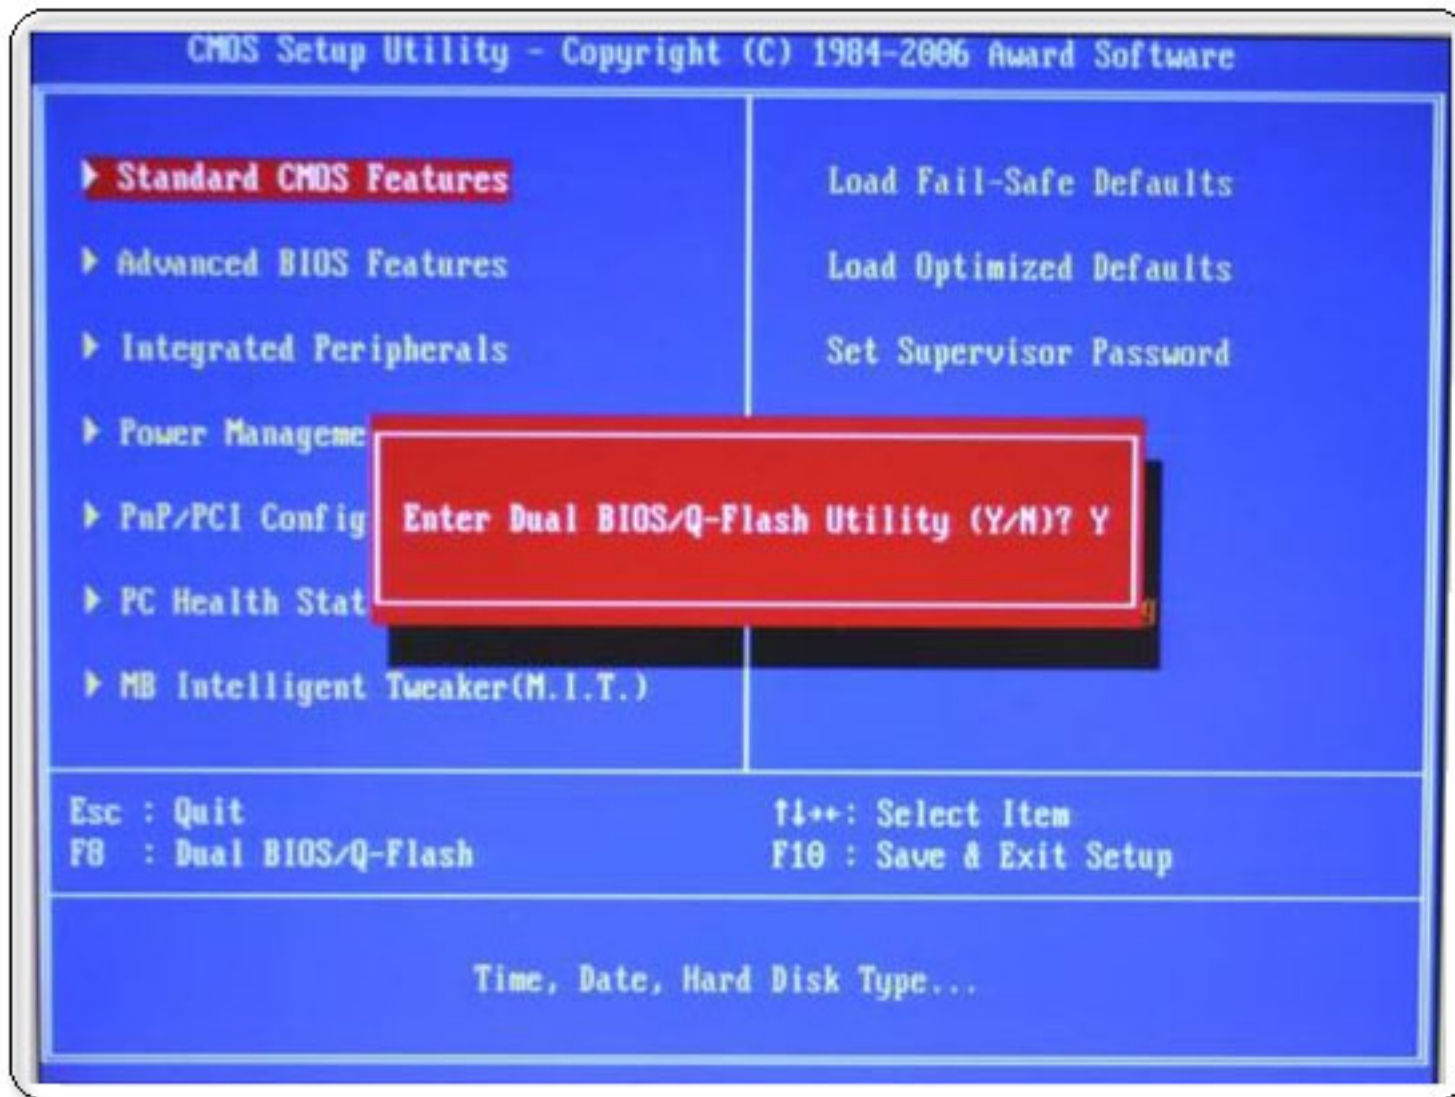 CMOS Setup Utility - Copyright (C) 1984-2006 Award Software
Standard CMOS Features
Advanced BIOS Features
Integrated Peripherals
Power Manageme
PnP/PCI Config
PC Health Stat
MB Intelligent Tweaker(M.I.T.)
Load Fail-Safe Defaults
Load Optimized Defaults
Set Supervisor Password
g
Enter Dual BIOS/Q-Flash Utility (Y/N)? Y
Esc : Quit
F8 : Dual BIOS/Q-Flash
↑↓→←: Select Item
F10 : Save & Exit Setup
Time, Date, Hard Disk Type...